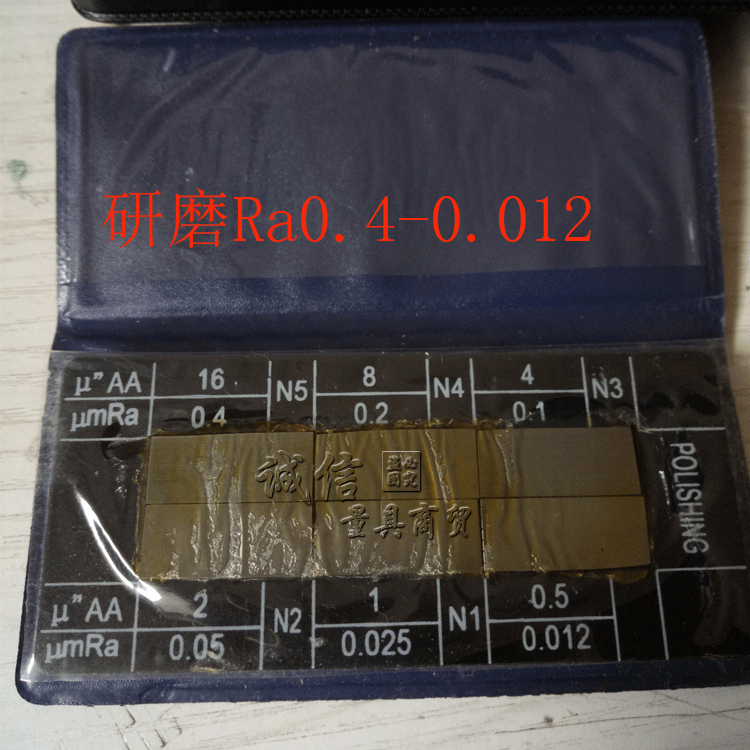 研磨Ra0.4-0.012
μ"AA 16 N5 8 N4 4 N3
μmRa 0.4 0.2 0.1
POLISHING
诚信
量具商贸
μ"AA 2 N2 1 N1 0.5
μmRa 0.05 0.025 0.012